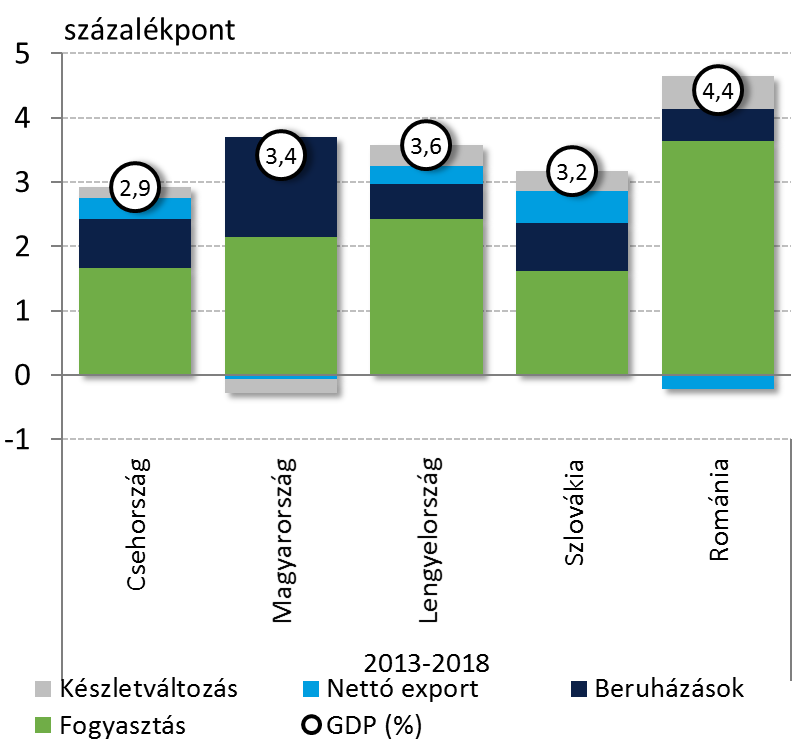 százalékpont
5
4
3
2
1
0
-1
2,9
3,4
3,6
3,2
4,4
Csehország
Magyarország
Lengyelország
Szlovákia
Románia
2013-2018
Készletváltozás
Nettó export
Beruházások
Fogyasztás
GDP (%)